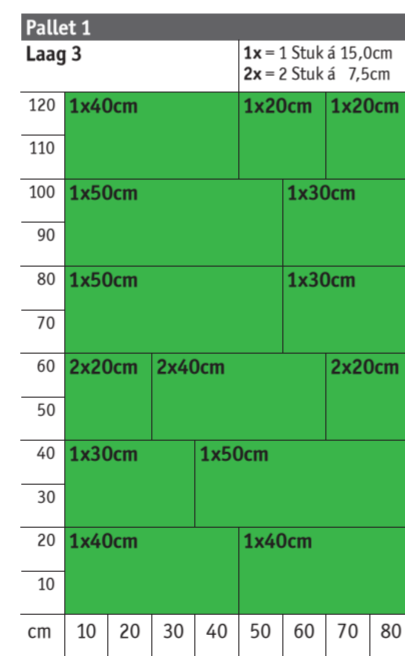 Pallet 1
Laag 3
1x = 1 Stuk á 15,0cm
2x = 2 Stuk á 7,5cm
120 1x40cm 1x20cm 1x20cm
110
100 1x50cm 1x30cm
90
80 1x50cm 1x30cm
70
60 2x20cm 2x40cm 2x20cm
50
40 1x30cm 1x50cm
30
20 1x40cm 1x40cm
10
cm 10 20 30 40 50 60 70 80